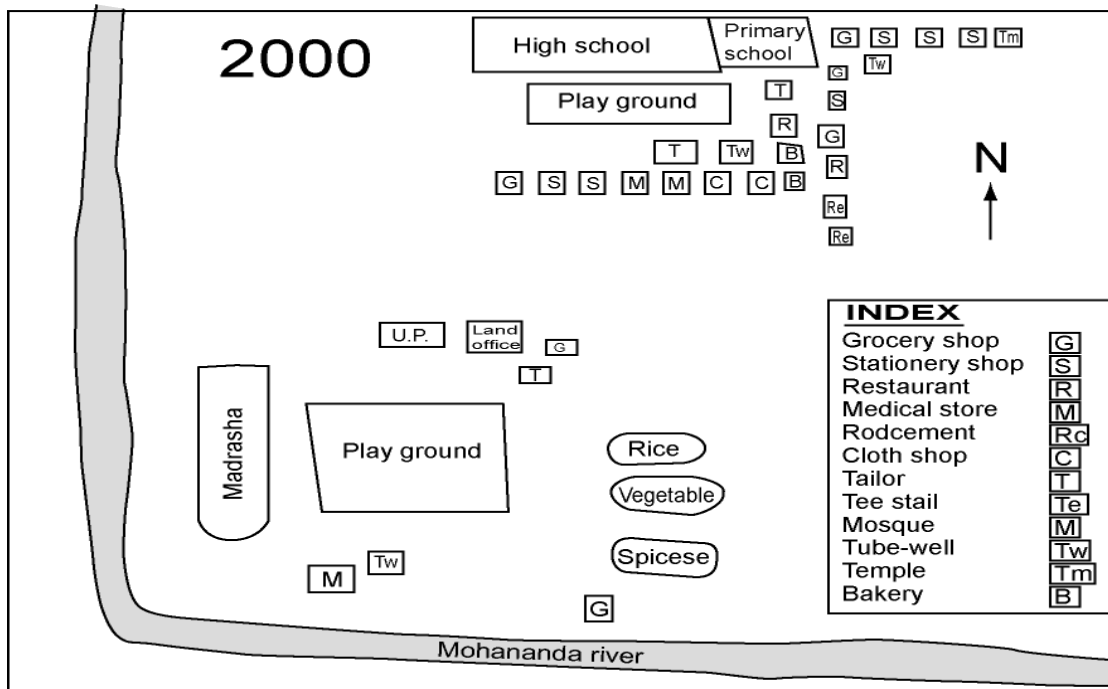 2000
High school
Primary
school
G S S S Tm
Tw
G
S
Play ground
T
R
G
T Tw B
R
G S S M M C C B
Re
Re
N
U.P.
Land
office
G
T
Madrasha
Play ground
Rice
Vegetable
Spicese
M
Tw
G
Mohananda river
INDEX
Grocery shop G
Stationery shop S
Restaurant R
Medical store M
Rodcement Rc
Cloth shop C
Tailor T
Tee stail Te
Mosque M
Tube-well Tw
Temple Tm
Bakery B